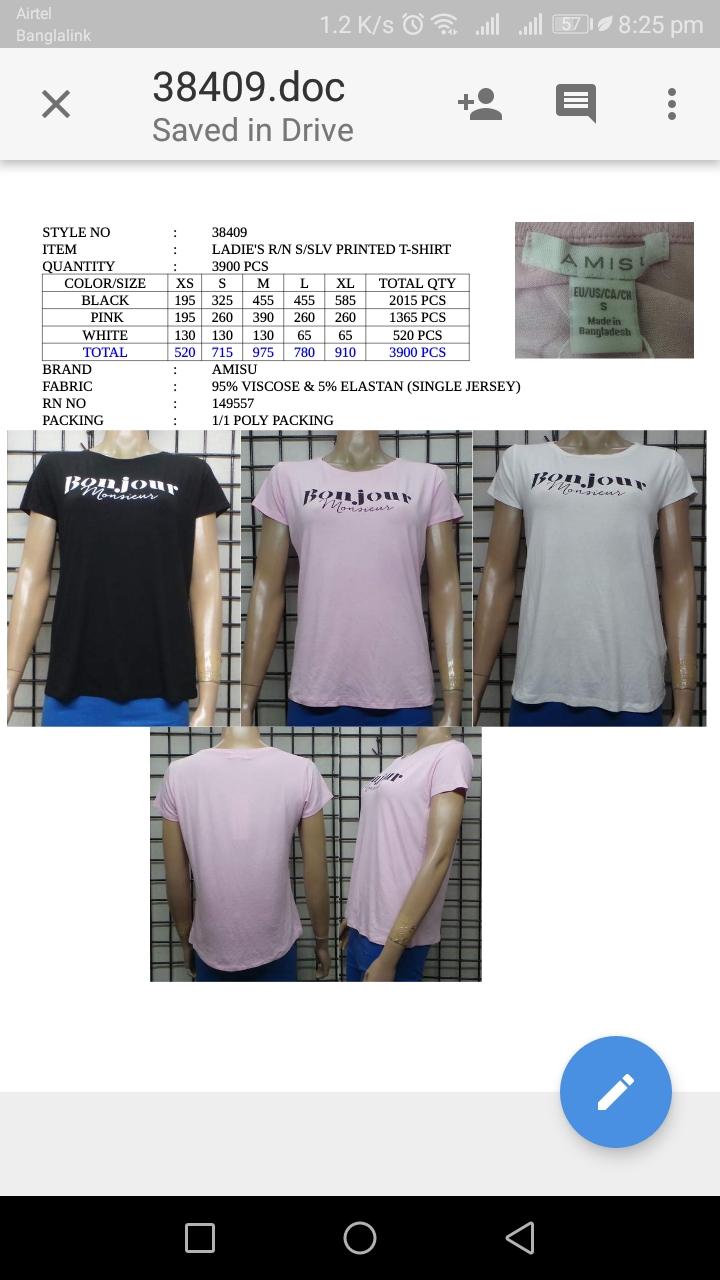 Airtel
Banglalink
1.2 K/s 57 8:25 pm
38409.doc
Saved in Drive
STYLE NO : 38409
ITEM : LADIE'S R/N S/SLV PRINTED T-SHIRT
QUANTITY : 3900 PCS
COLOR/SIZE XS S M L XL TOTAL QTY
BLACK 195 325 455 455 585 2015 PCS
PINK 195 260 390 260 260 1365 PCS
WHITE 130 130 130 65 65 520 PCS
TOTAL 520 715 975 780 910 3900 PCS
BRAND : AMISU
FABRIC : 95% VISCOSE & 5% ELASTAN (SINGLE JERSEY)
RN NO : 149557
PACKING : 1/1 POLY PACKING
AMISU
EU/US/CA/CH
S
Made in
Bangladesh
Bonjour
Monsieur
Bonjour
Monsieur
Bonjour
Monsieur